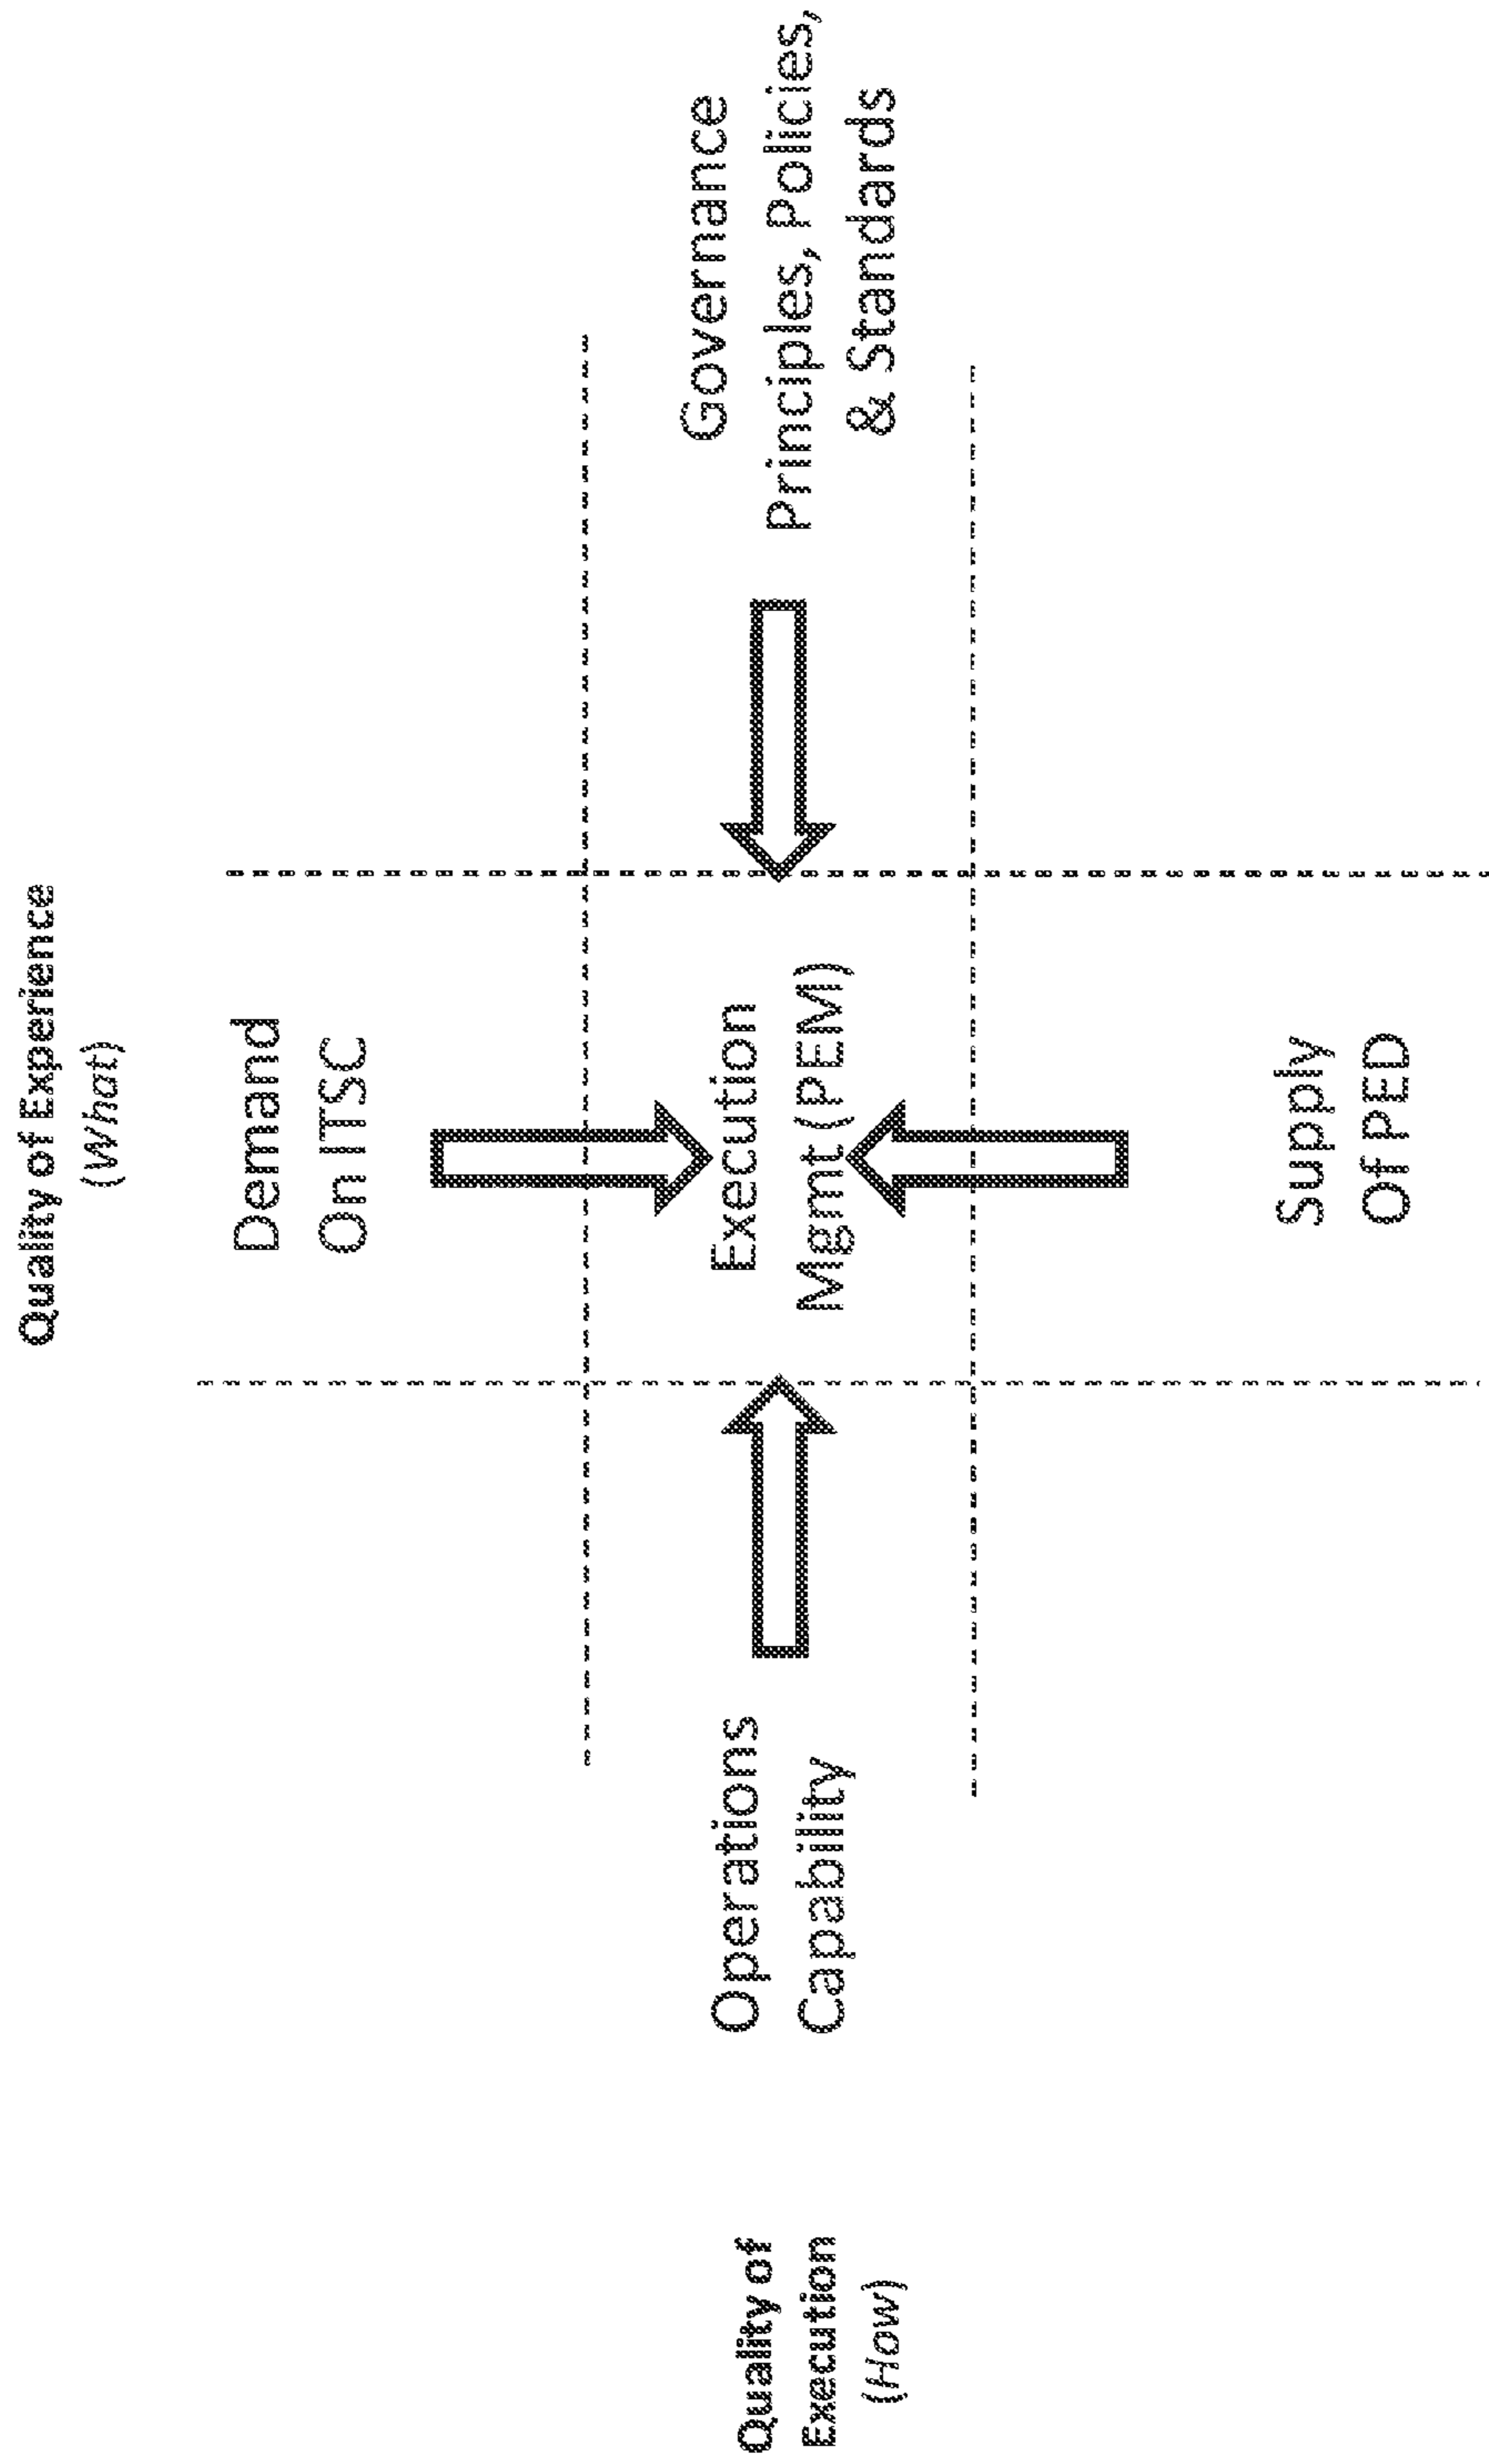 Quality of Experience
(What)
Demand
On ITSC
Quality of
Execution
(How)
Operations
Capability
Execution
Mgmt (PEM)
Governance
Principles, Policies,
& Standards
Supply
Of PED